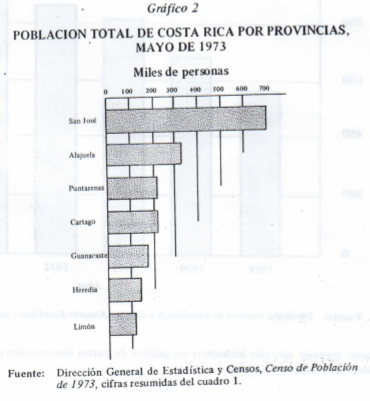 Gráfico 2
POBLACION TOTAL DE COSTA RICA POR PROVINCIAS,
MAYO DE 1973
Miles de personas
0 100 200 300 400 500 600 700
San José
Alajuela
Puntarenas
Cartago
Guanacaste
Heredia
Limón
Fuente: Dirección General de Estadística y Censos, Censo de Población
de 1973, cifras resumidas del cuadro 1.